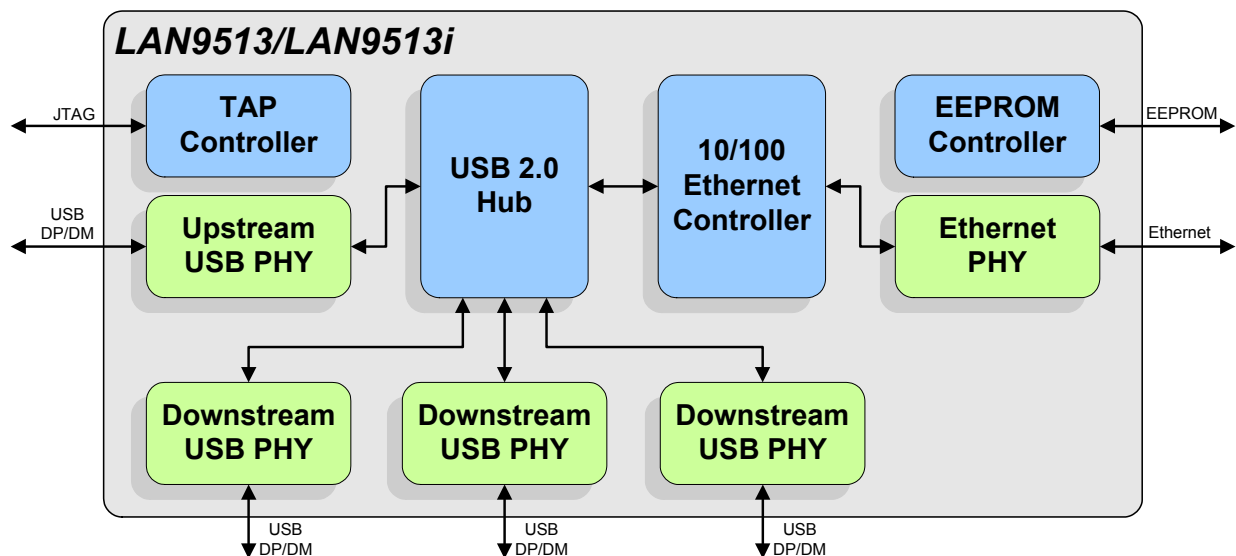 LAN9513/LAN9513i
JTAG
TAP
Controller
USB 2.0
Hub
10/100
Ethernet
Controller
EEPROM
Controller
EEPROM
USB
DP/DM
Upstream
USB PHY
Ethernet
PHY
Ethernet
Downstream
USB PHY
Downstream
USB PHY
Downstream
USB PHY
USB
DP/DM
USB
DP/DM
USB
DP/DM